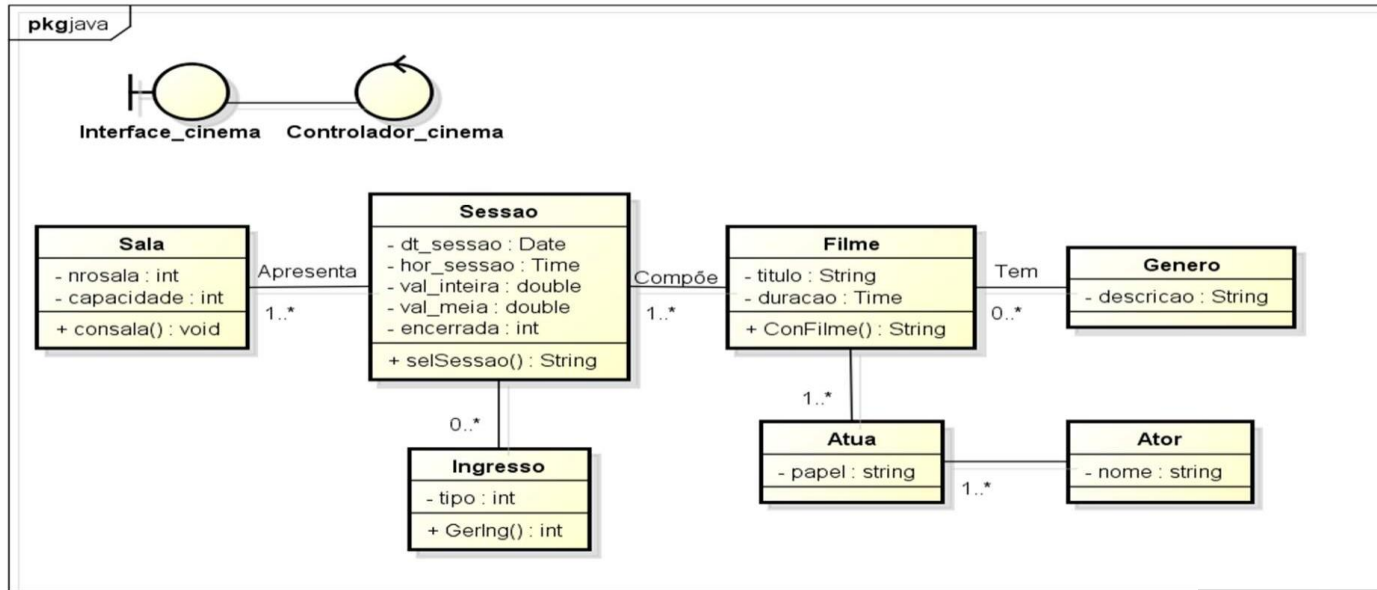 pkgjava
Interface_cinema
Controlador_cinema
Sala
- nrosala : int
- capacidade : int
+ consala() : void
Apresenta
1..*
Sessao
- dt_sessao : Date
- hor_sessao : Time
- val_inteira : double
- val_meia : double
- encerrada : int
+ selSessao() : String
Compõe
1..*
Filme
- titulo : String
- duracao : Time
+ ConFilme() : String
Tem
0..*
Genero
- descricao : String
0..*
Ingresso
- tipo : int
+ GerIng() : int
1..*
Atua
- papel : string
1..*
Ator
- nome : string